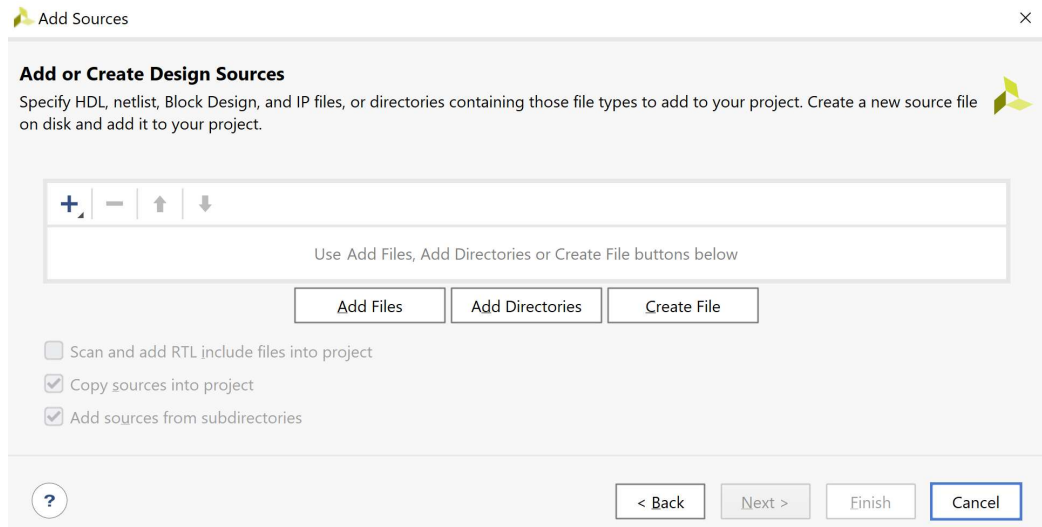 Add Sources
Add or Create Design Sources
Specify HDL, netlist, Block Design, and IP files, or directories containing those file types to add to your project. Create a new source file
on disk and add it to your project.
Use Add Files, Add Directories or Create File buttons below
Add Files
Add Directories
Create File
Scan and add RTL include files into project
Copy sources into project
Add sources from subdirectories
?
< Back
Next >
Finish
Cancel